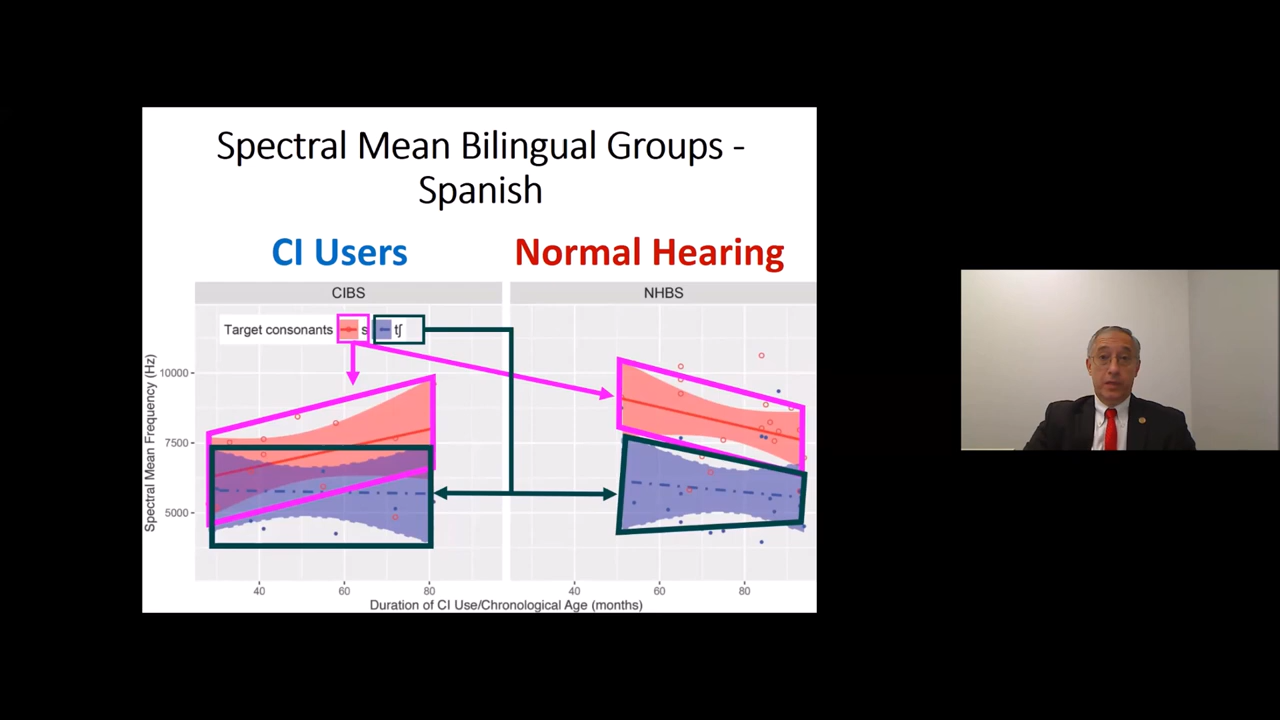 Spectral Mean Bilingual Groups -
Spanish
CI Users
Normal Hearing
CIBS
NHBS
Target consonants s tʃ
Spectral Mean Frequency (Hz)
10000
7500
5000
40 60 80
40 60 80
Duration of CI Use/Chronological Age (months)